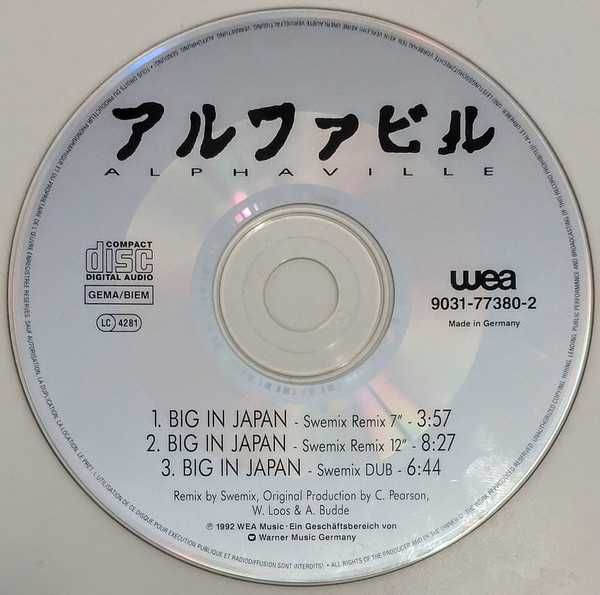 アルファビル
ALPHAVILLE
COMPACT
disc
DIGITAL AUDIO
GEMA/BIEM
LC 4281
wea
9031-77380-2
Made in Germany
1. BIG IN JAPAN - Swemix Remix 7" - 3:57
2. BIG IN JAPAN - Swemix Remix 12" - 8:27
3. BIG IN JAPAN - Swemix DUB - 6:44
Remix by Swemix, Original Production by C. Pearson,
W. Loos & A. Budde
℗ 1992 WEA Music · Ein Geschäftsbereich von
Warner Music Germany